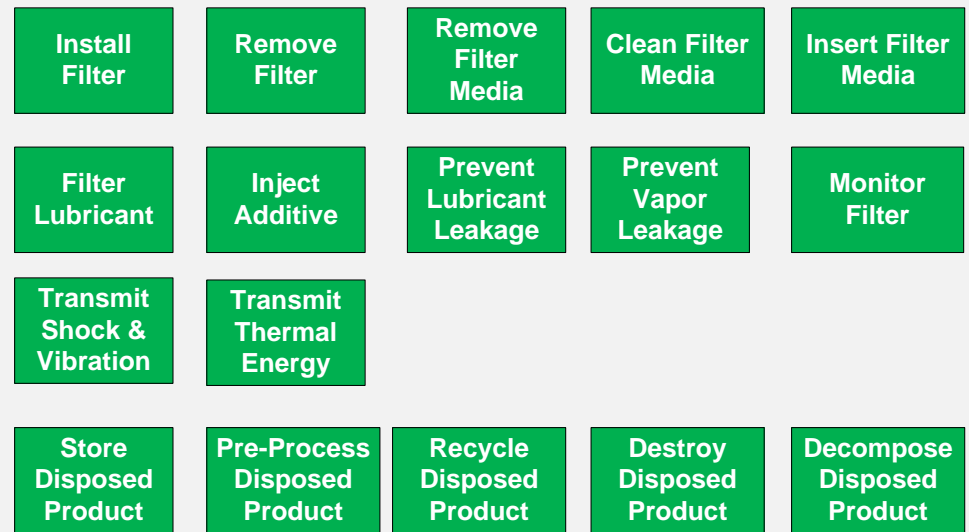 Install
Filter
Remove
Filter
Remove
Filter
Media
Clean Filter
Media
Insert Filter
Media
Filter
Lubricant
Inject
Additive
Prevent
Lubricant
Leakage
Prevent
Vapor
Leakage
Monitor
Filter
Transmit
Shock &
Vibration
Transmit
Thermal
Energy
Store
Disposed
Product
Pre-Process
Disposed
Product
Recycle
Disposed
Product
Destroy
Disposed
Product
Decompose
Disposed
Product